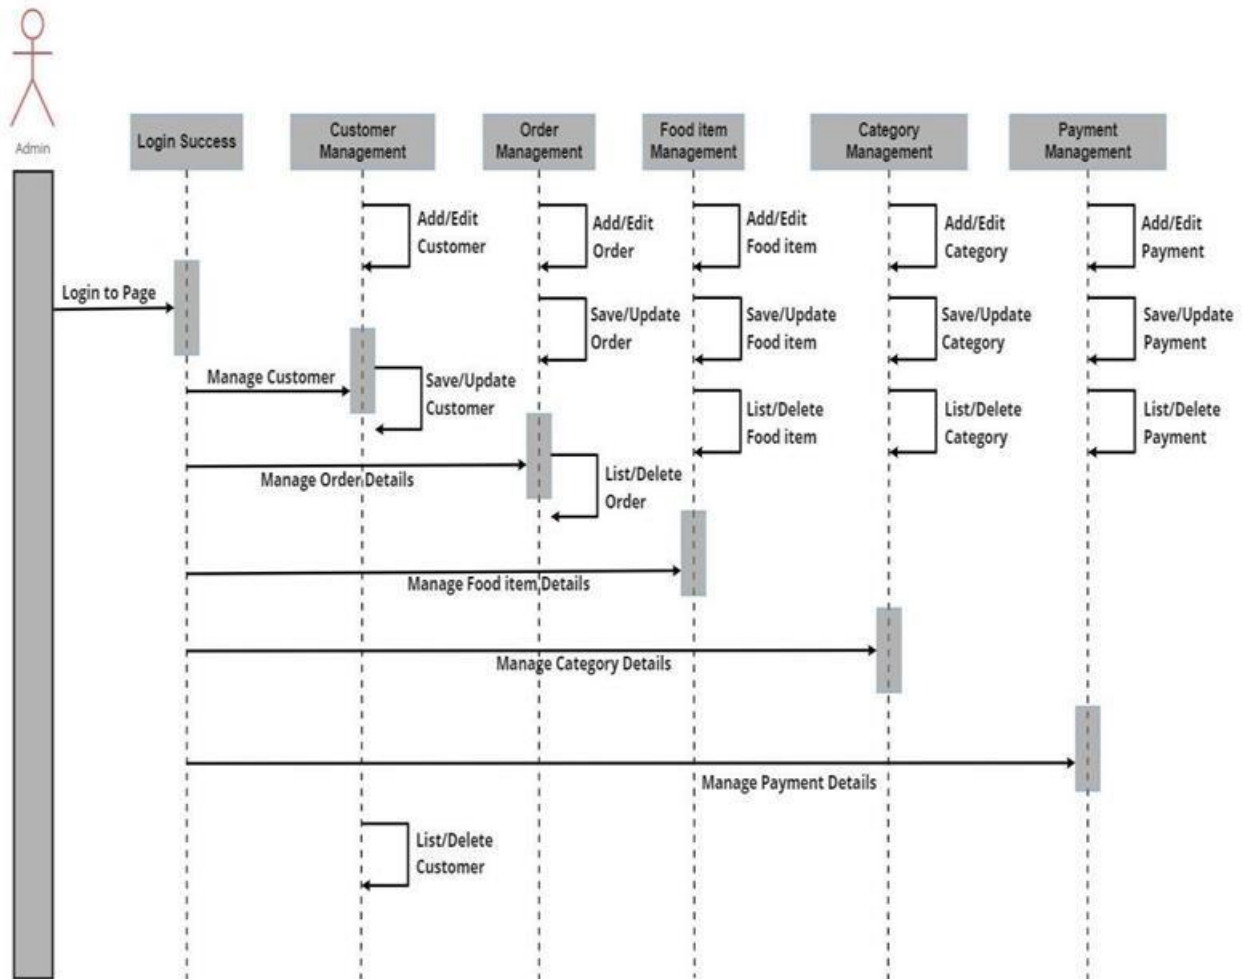 Admin
Login Success
Customer
Management
Order
Management
Food item
Management
Category
Management
Payment
Management
Add/Edit
Customer
Add/Edit
Order
Add/Edit
Food item
Add/Edit
Category
Add/Edit
Payment
Login to Page
Save/Update
Order
Save/Update
Food item
Save/Update
Category
Save/Update
Payment
Manage Customer
Save/Update
Customer
List/Delete
Food item
List/Delete
Category
List/Delete
Payment
Manage Order Details
List/Delete
Order
Manage Food item Details
Manage Category Details
Manage Payment Details
List/Delete
Customer